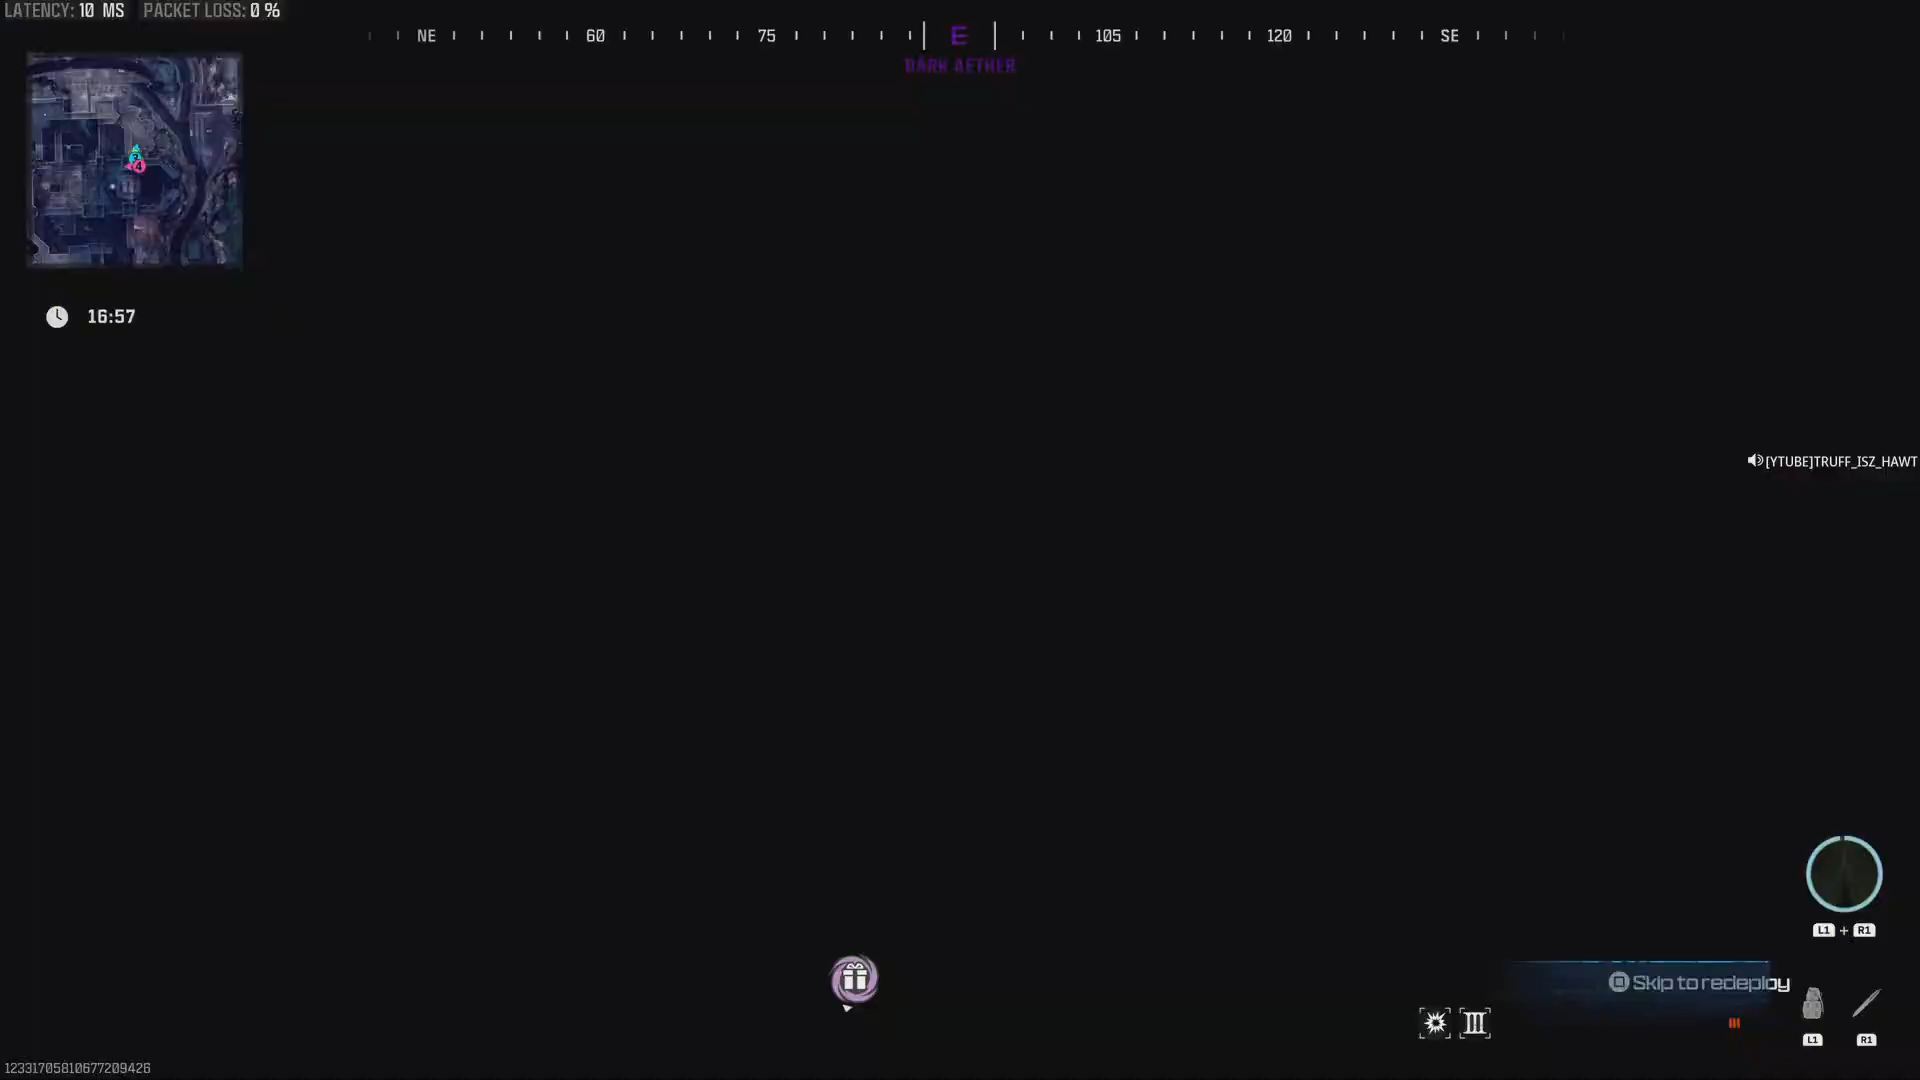 LATENCY: 10 MS PACKET LOSS: 0 %
NE 60 75 E 105 120 SE
DARK AETHER
16:57
[YTUBE]TRUFF_ISZ_HAWT
L1 + R1
Skip to redeploy
III
L1 R1
12331705810677209426